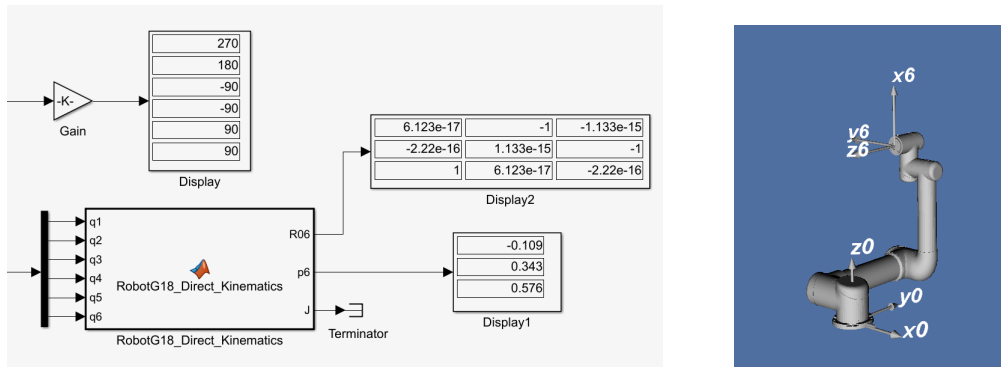 270
180
-90
-90
90
90
-K-
Gain
Display
6.123e-17 -1 -1.133e-15
-2.22e-16 1.133e-15 -1
1 6.123e-17 -2.22e-16
Display2
q1
q2
q3
q4
q5
q6
RobotG18_Direct_Kinematics
R06
p6
J
RobotG18_Direct_Kinematics
-0.109
0.343
0.576
Display1
Terminator
x6
y6
z6
z0
y0
x0